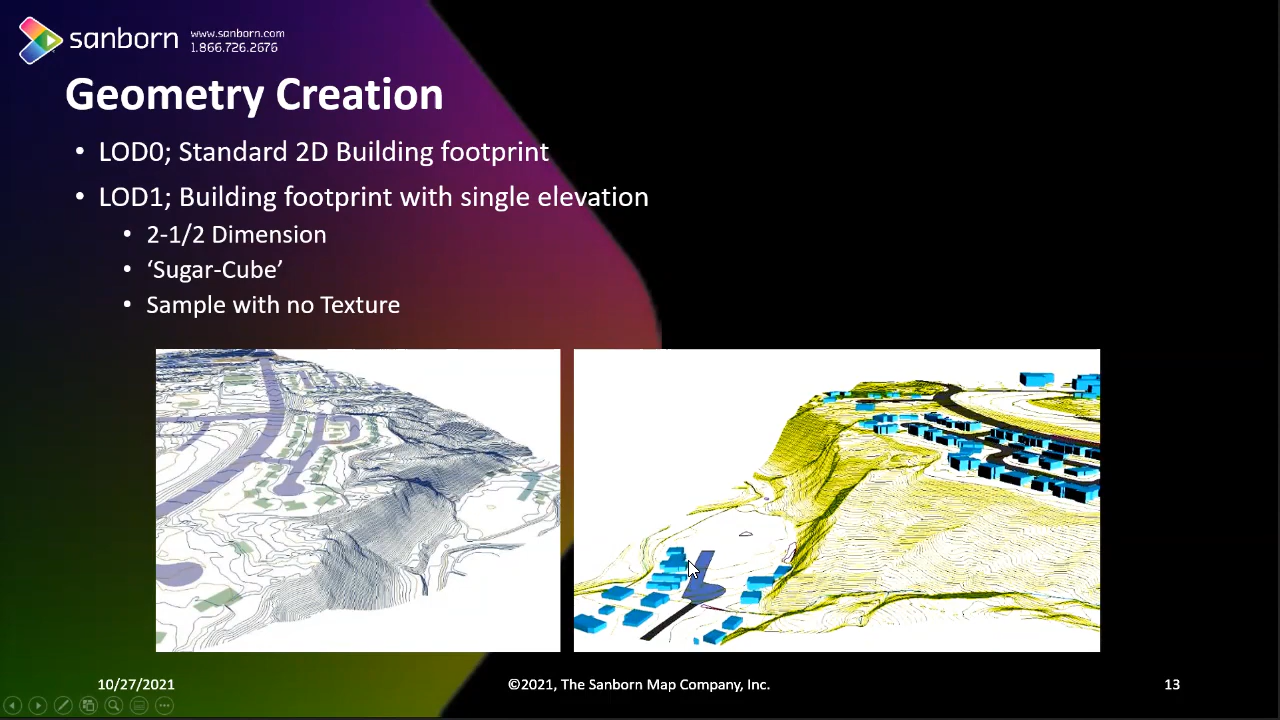 sanborn
www.sanborn.com
1.866.726.2676
Geometry Creation
• LOD0; Standard 2D Building footprint
• LOD1; Building footprint with single elevation
• 2-1/2 Dimension
• ‘Sugar-Cube’
• Sample with no Texture
10/27/2021
©2021, The Sanborn Map Company, Inc.
13